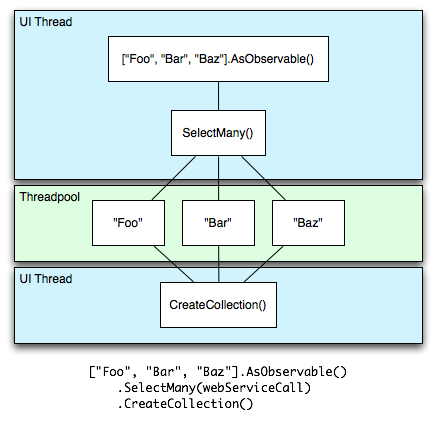 UI Thread
["Foo", "Bar", "Baz"].AsObservable()
SelectMany()
Threadpool
"Foo" "Bar" "Baz"
UI Thread
CreateCollection()
["Foo", "Bar", "Baz"].AsObservable()
.SelectMany(webServiceCall)
.CreateCollection()